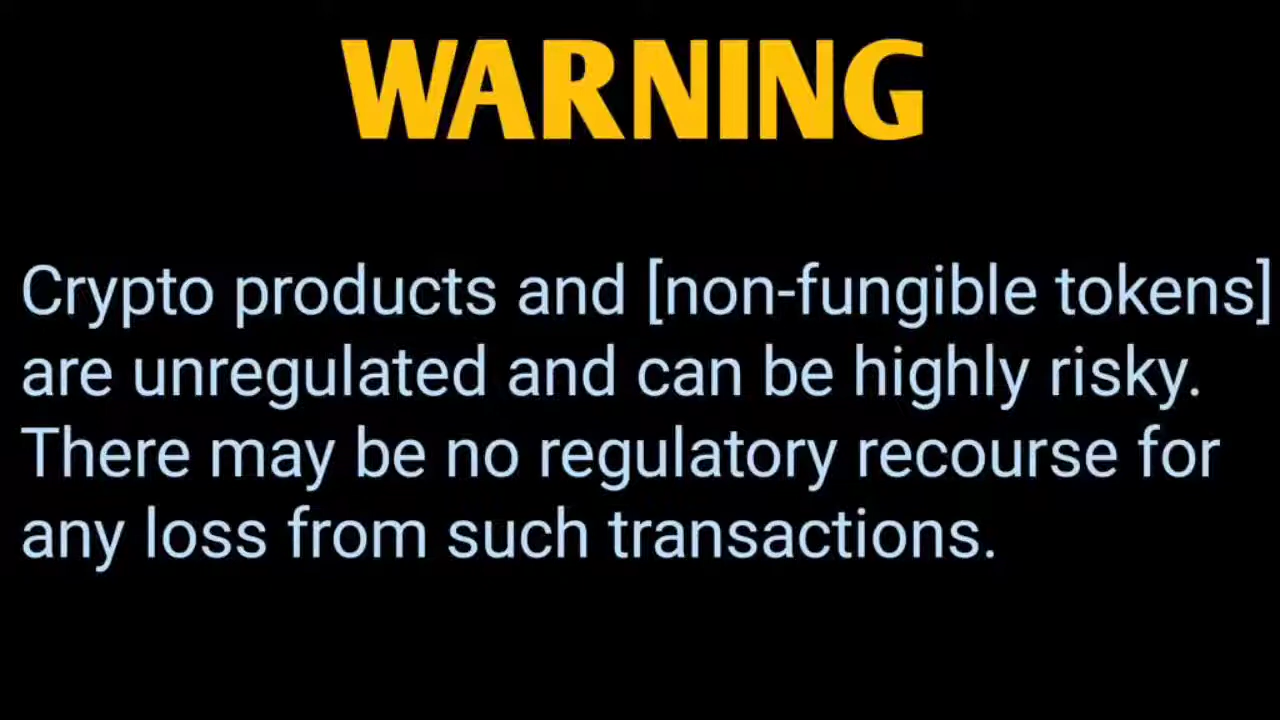 WARNING
Crypto products and [non-fungible tokens]
are unregulated and can be highly risky.
There may be no regulatory recourse for
any loss from such transactions.